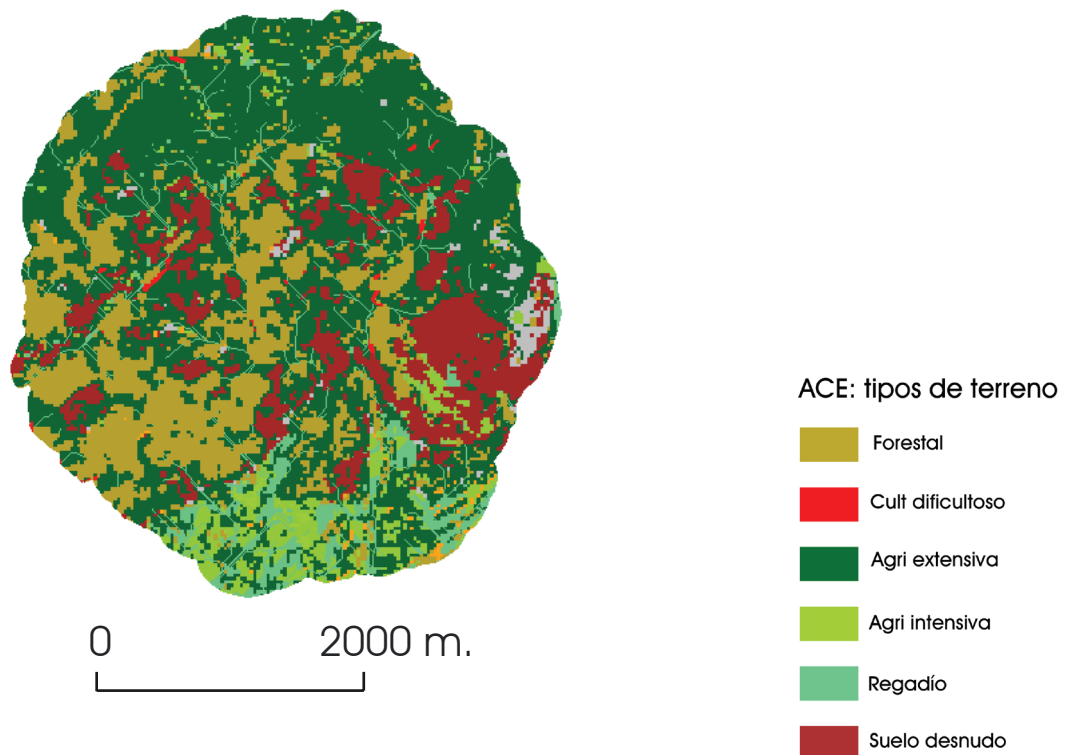 ACE: tipos de terreno
Forestal
Cult dificultoso
Agri extensiva
Agri intensiva
Regadío
Suelo desnudo
0 2000 m.